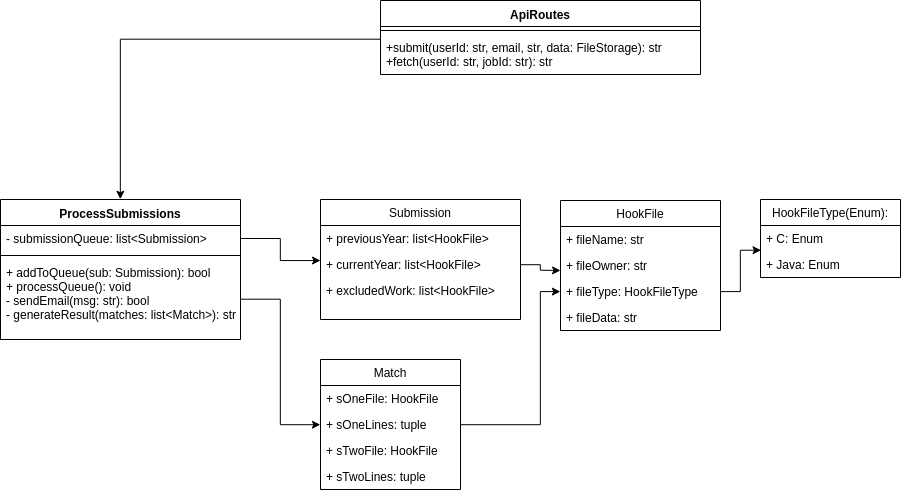 ApiRoutes
+submit(userId: str, email, str, data: FileStorage): str
+fetch(userId: str, jobId: str): str
ProcessSubmissions
- submissionQueue: list<Submission>
+ addToQueue(sub: Submission): bool
+ processQueue(): void
- sendEmail(msg: str): bool
- generateResult(matches: list<Match>): str
Submission
+ previousYear: list<HookFile>
+ currentYear: list<HookFile>
+ excludedWork: list<HookFile>
HookFile
+ fileName: str
+ fileOwner: str
+ fileType: HookFileType
+ fileData: str
HookFileType(Enum):
+ C: Enum
+ Java: Enum
Match
+ sOneFile: HookFile
+ sOneLines: tuple
+ sTwoFile: HookFile
+ sTwoLines: tuple